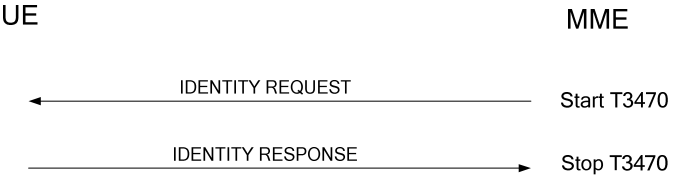 UE
MME
IDENTITY REQUEST
Start T3470
IDENTITY RESPONSE
Stop T3470